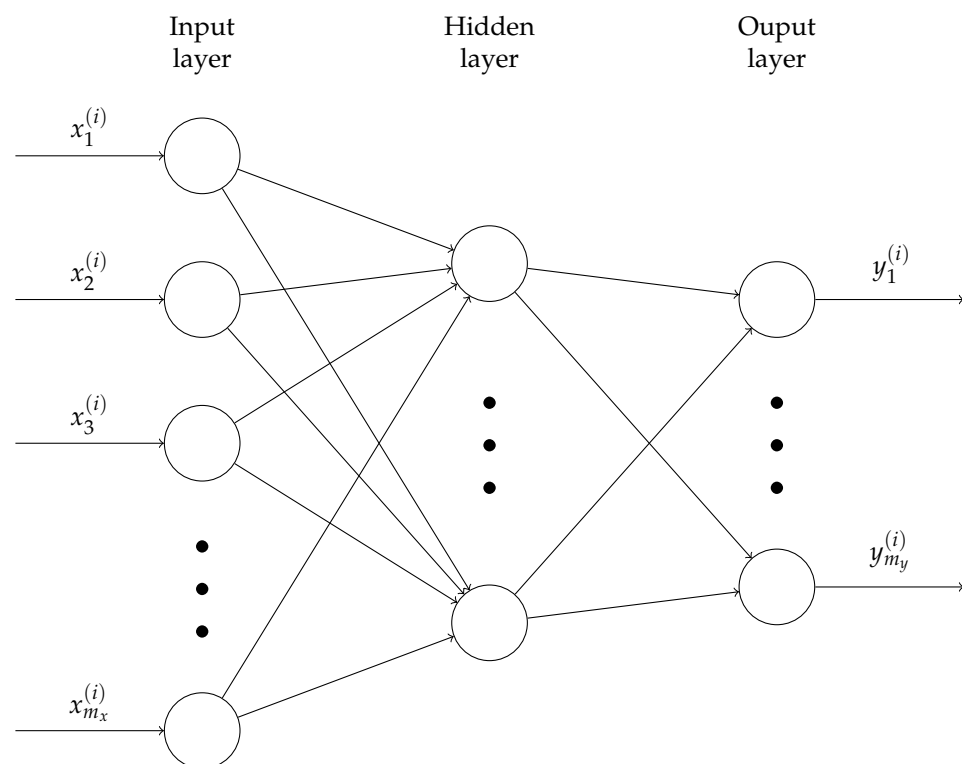 Input
layer
Hidden
layer
Ouput
layer
x_1^{(i)}
x_2^{(i)}
y_1^{(i)}
x_3^{(i)}
y_{m_y}^{(i)}
x_{m_x}^{(i)}